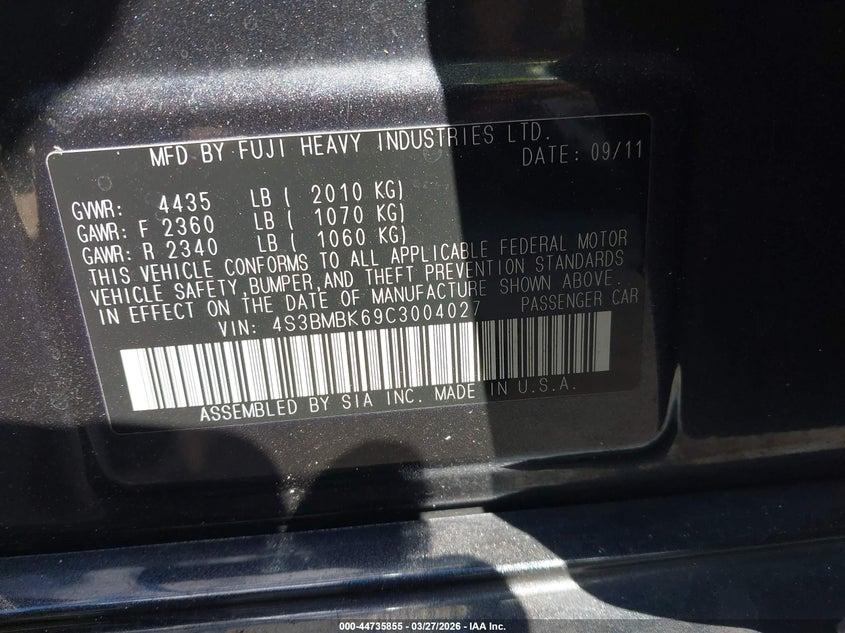 MFD BY FUJI HEAVY INDUSTRIES LTD.
DATE: 09/11
GVWR: 4435 LB ( 2010 KG)
GAWR: F 2360 LB ( 1070 KG)
GAWR: R 2340 LB ( 1060 KG)
THIS VEHICLE CONFORMS TO ALL APPLICABLE FEDERAL MOTOR
VEHICLE SAFETY,BUMPER,AND THEFT PREVENTION STANDARDS
IN EFFECT ON THE DATE OF MANUFACTURE SHOWN ABOVE.
VIN: 4S3BMBK69C3004027 PASSENGER CAR
ASSEMBLED BY SIA INC. MADE IN U.S.A.
000-44735855 — 03/27/2026 — IAA Inc.